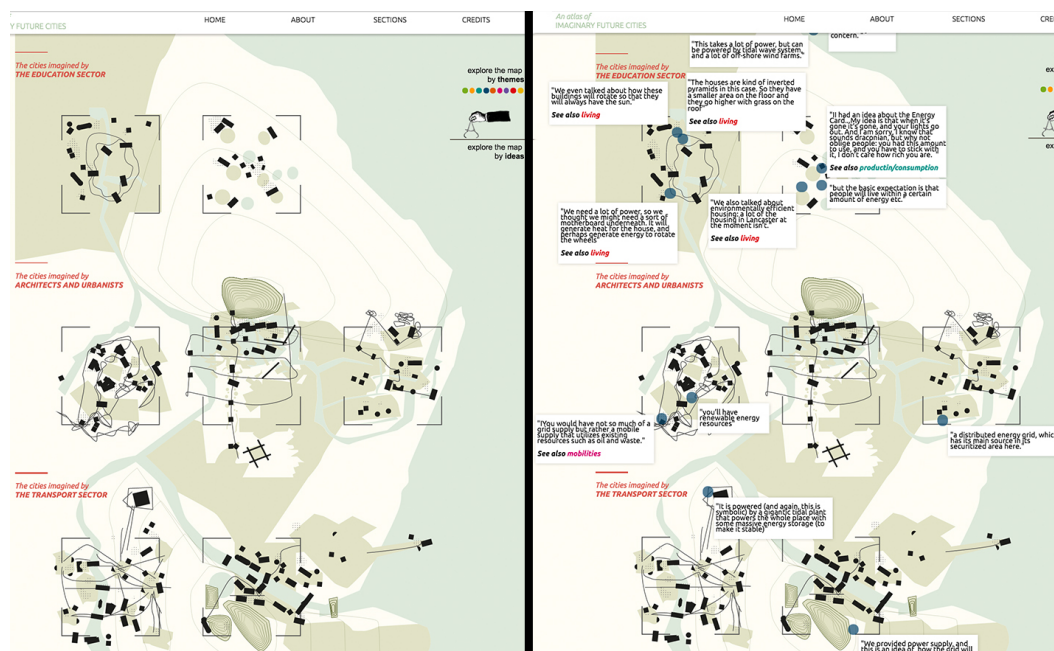 Y FUTURE CITIES
HOME
ABOUT
SECTIONS
CREDITS
The cities imagined by
THE EDUCATION SECTOR
explore the map
by themes
explore the map
by ideas
The cities imagined by
ARCHITECTS AND URBANISTS
The cities imagined by
THE TRANSPORT SECTOR
An atlas of
IMAGINARY FUTURE CITIES
HOME
ABOUT
SECTIONS
CRE
"This takes a lot of power, but can
be powered by tidal wave system,
and a lot of off-shore wind farms."
concern."
The cities imagined by
THE EDUCATION SECTOR
ex
ex
"We even talked about how these
buildings will rotate so that they
will always have the sun."
See also living
"The houses are kind of inverted
pyramids in this case. So they have
a smaller area on the floor and
they go higher with grass on the
roof"
See also living
"I had an idea about the Energy
Card...My idea is that when it's
gone it's gone, and your lights go
out. And I am sorry, I know that
sounds draconian, but why not
oblige people: you had this amount
to use, and you have to stick with
it, I don't care how rich you are."
See also productin/consumption
"but the basic expectation is that
people will live within a certain
amount of energy etc."
"We need a lot of power, so we
thought we might need a sort of
motherboard underneath. It will
generate heat for the house, and
perhaps generate energy to rotate
the wheels"
See also living
"We also talked about
environmentally efficient
housing: a lot of the
housing in Lancaster at
the moment isn't."
See also living
The cities imagined by
ARCHITECTS AND URBANISTS
"you'll have
renewable energy
resources"
"IYou would have not so much of a
grid supply but rather a mobile
supply that utilizes existing
resources such as oil and waste."
See also mobilities
"a distributed energy grid, whic
has its main source in its
securitized area here."
The cities imagined by
THE TRANSPORT SECTOR
"It is powered (and again, this is
symbolic) by a gigantic tidal plant
that powers the whole place with
some massive energy storage (to
make it stable)"
"We provided power supply, and
this an idea of how the grid will